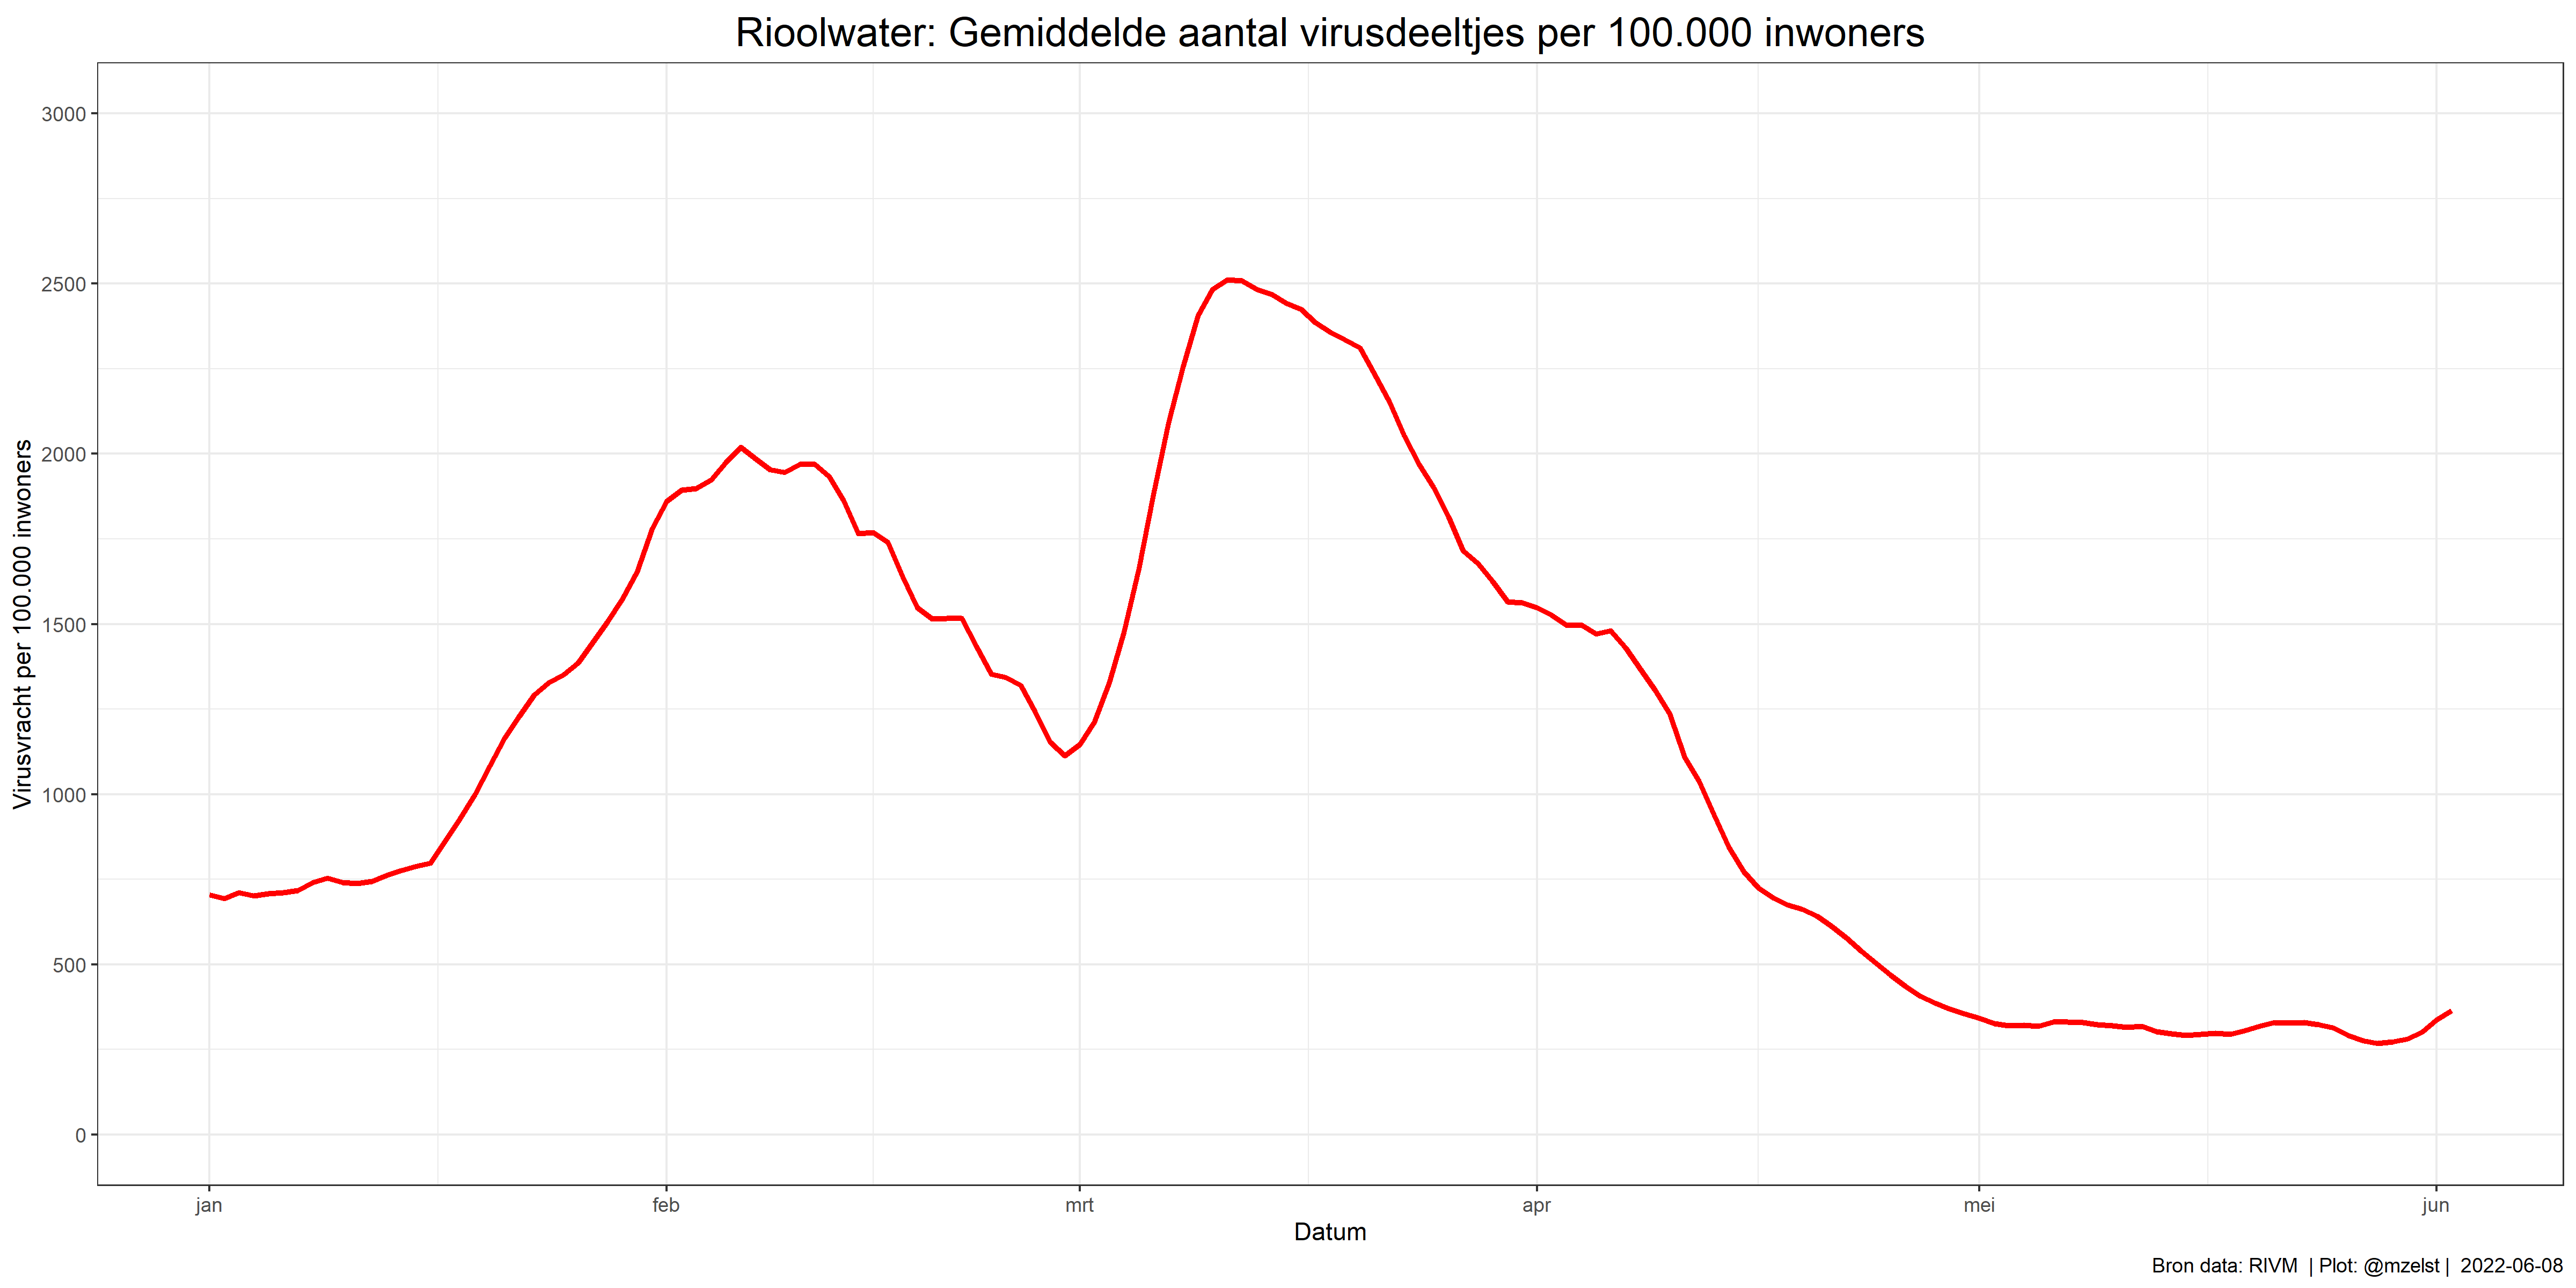 Rioolwater: Gemiddelde aantal virusdeeltjes per 100.000 inwoners
Virusvracht per 100.000 inwoners
3000
2500
2000
1500
1000
500
0
jan feb mrt apr mei jun
Datum
Bron data: RIVM | Plot: @mzelst | 2022-06-08